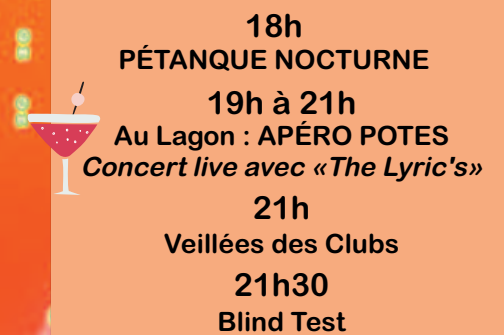 18h
PÉTANQUE NOCTURNE
19h à 21h
Au Lagon : APÉRO POTES
Concert live avec «The Lyric's»
21h
Veillées des Clubs
21h30
Blind Test